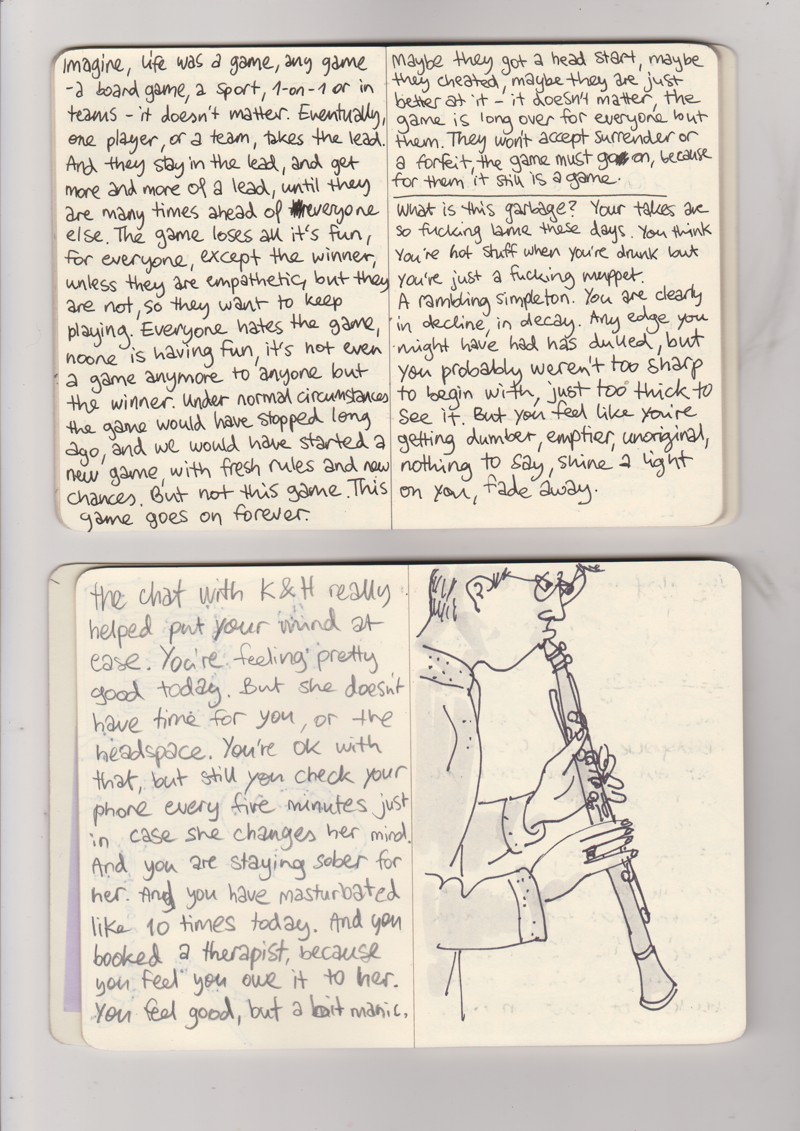 Imagine, life was a game, any game
- a board game, a sport, 1-on-1 or in
teams - it doesn't matter. Eventually,
one player, or a team, takes the lead.
And they stay in the lead, and get
more and more of a lead, until they
are many times ahead of everyone
else. The game loses all it's fun,
for everyone, except the winner,
unless they are empathetic, but they
are not, so they want to keep
playing. Everyone hates the game,
noone is having fun, it's not even
a game anymore to anyone but
the winner. Under normal circumstances
the game would have stopped long
ago, and we would have started a
new game, with fresh rules and new
chances. But not this game. This
game goes on forever.
Maybe they got a head start, maybe
they cheated, maybe they are just
better at it - it doesn't matter, the
game is long over for everyone but
them. They won't accept surrender or
a forfeit, the game must go on, because
for them it still is a game.
What is this garbage? Your takes are
so fucking lame these days. You think
you're hot stuff when you're drunk but
you're just a fucking muppet.
A rambling simpleton. You are clearly
in decline, in decay. Any edge you
might have had has dulled, but
you probably weren't too sharp
to begin with, just too thick to
see it. But you feel like you're
getting dumber, emptier, unoriginal,
nothing to say, shine a light
on you, fade away.
the chat with K&H really
helped put your mind at
ease. You're feeling pretty
good today. But she doesn't
have time for you, or the
headspace. You're ok with
that, but still you check your
phone every five minutes just
in case she changes her mind.
And you are staying sober for
her. And you have masturbated
like 10 times today. And you
booked a therapist, because
you feel you owe it to her.
You feel good, but a bit manic.